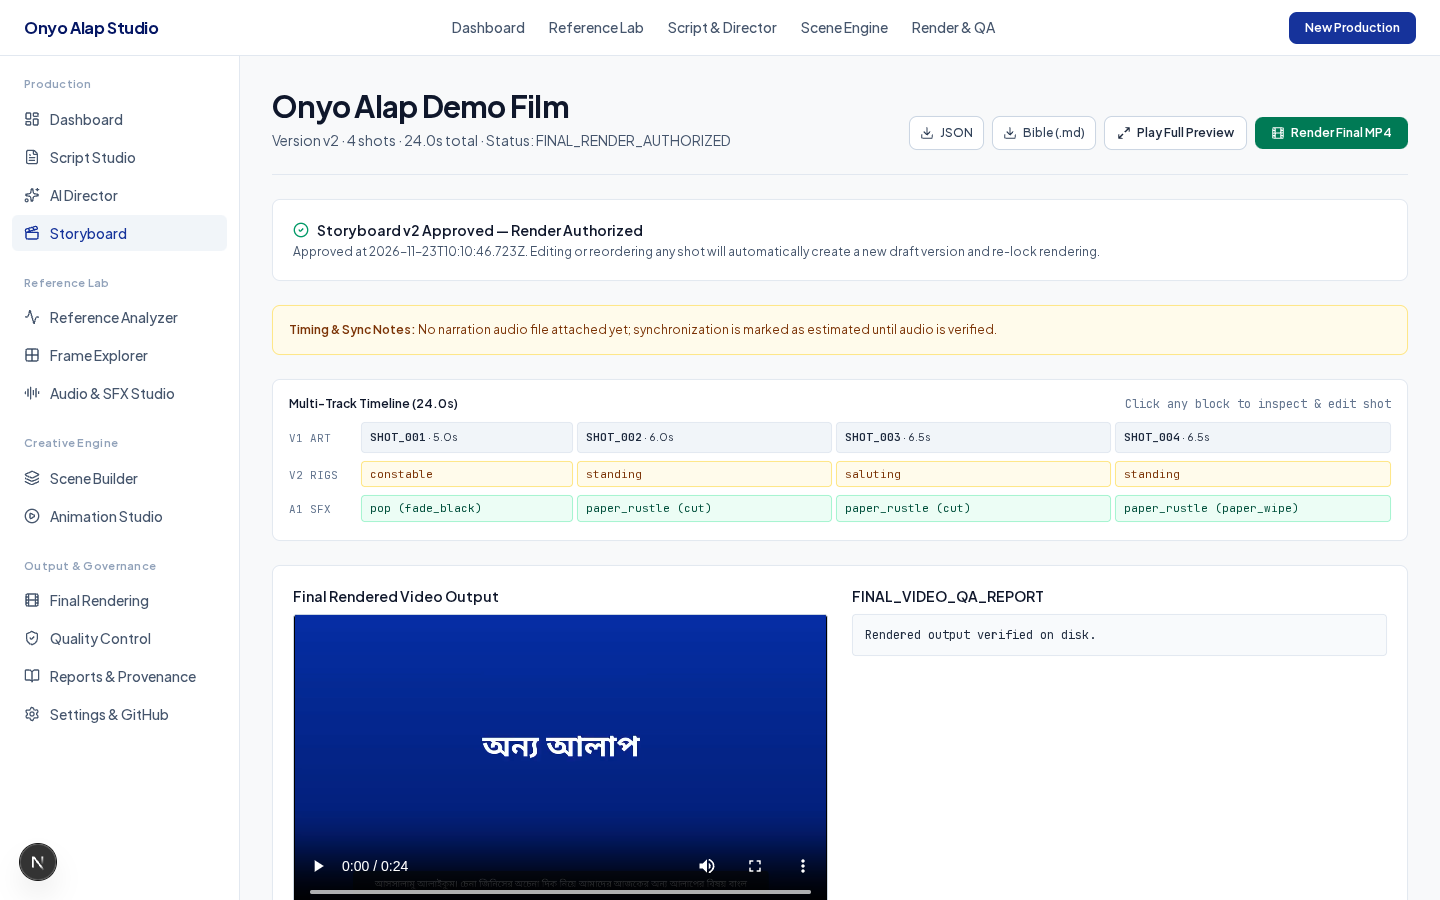 Onyo Alap Studio
Dashboard
Reference Lab
Script & Director
Scene Engine
Render & QA
New Production
Production
Dashboard
Script Studio
AI Director
Storyboard
Reference Lab
Reference Analyzer
Frame Explorer
Audio & SFX Studio
Creative Engine
Scene Builder
Animation Studio
Output & Governance
Final Rendering
Quality Control
Reports & Provenance
Settings & GitHub
N
Onyo Alap Demo Film
Version v2 · 4 shots · 24.0s total · Status: FINAL_RENDER_AUTHORIZED
JSON
Bible (.md)
Play Full Preview
Render Final MP4
Storyboard v2 Approved — Render Authorized
Approved at 2026-11-23T10:10:46.723Z. Editing or reordering any shot will automatically create a new draft version and re-lock rendering.
Timing & Sync Notes: No narration audio file attached yet; synchronization is marked as estimated until audio is verified.
Multi-Track Timeline (24.0s)
Click any block to inspect & edit shot
V1 ART
SHOT_001 · 5.0s
SHOT_002 · 6.0s
SHOT_003 · 6.5s
SHOT_004 · 6.5s
V2 RIGS
constable
standing
saluting
standing
A1 SFX
pop (fade_black)
paper_rustle (cut)
paper_rustle (cut)
paper_rustle (paper_wipe)
Final Rendered Video Output
অন্য আলাপ
0:00 / 0:24
FINAL_VIDEO_QA_REPORT
Rendered output verified on disk.